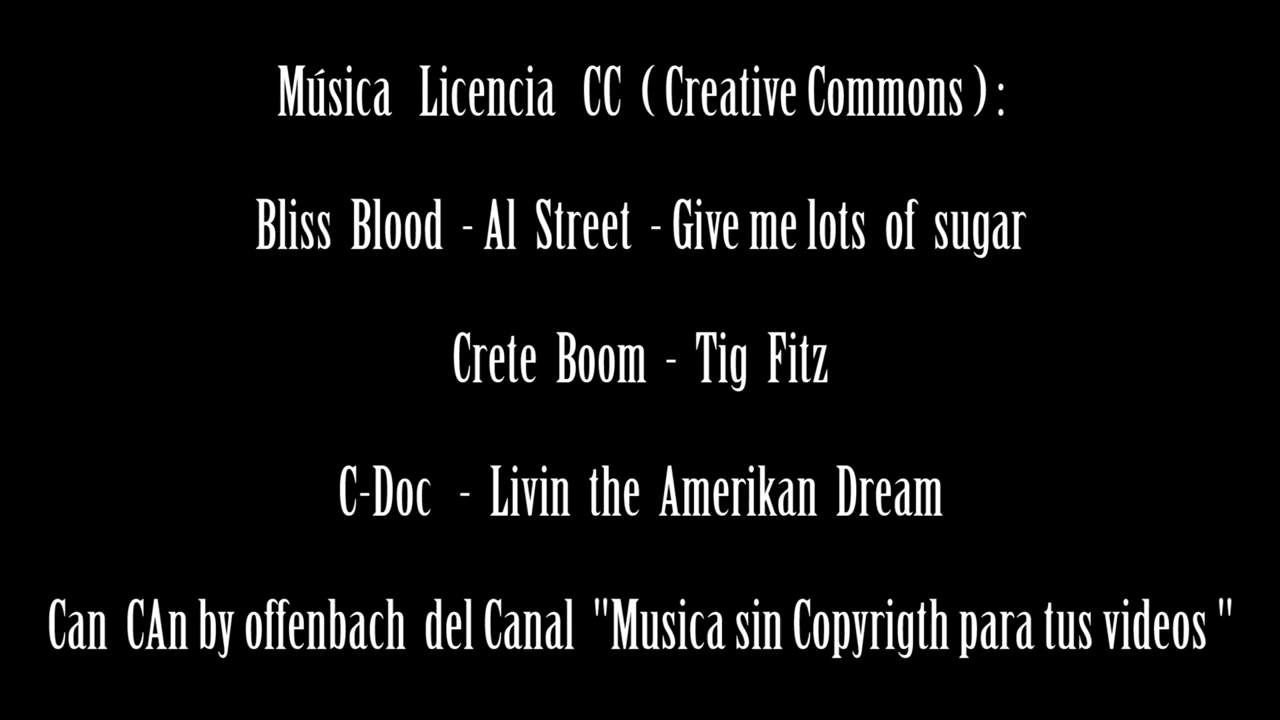 Música Licencia CC ( Creative Commons ) :
Bliss Blood - Al Street - Give me lots of sugar
Crete Boom - Tig Fitz
C-Doc - Livin the Amerikan Dream
Can CAn by offenbach del Canal "Musica sin Copyrigth para tus videos "